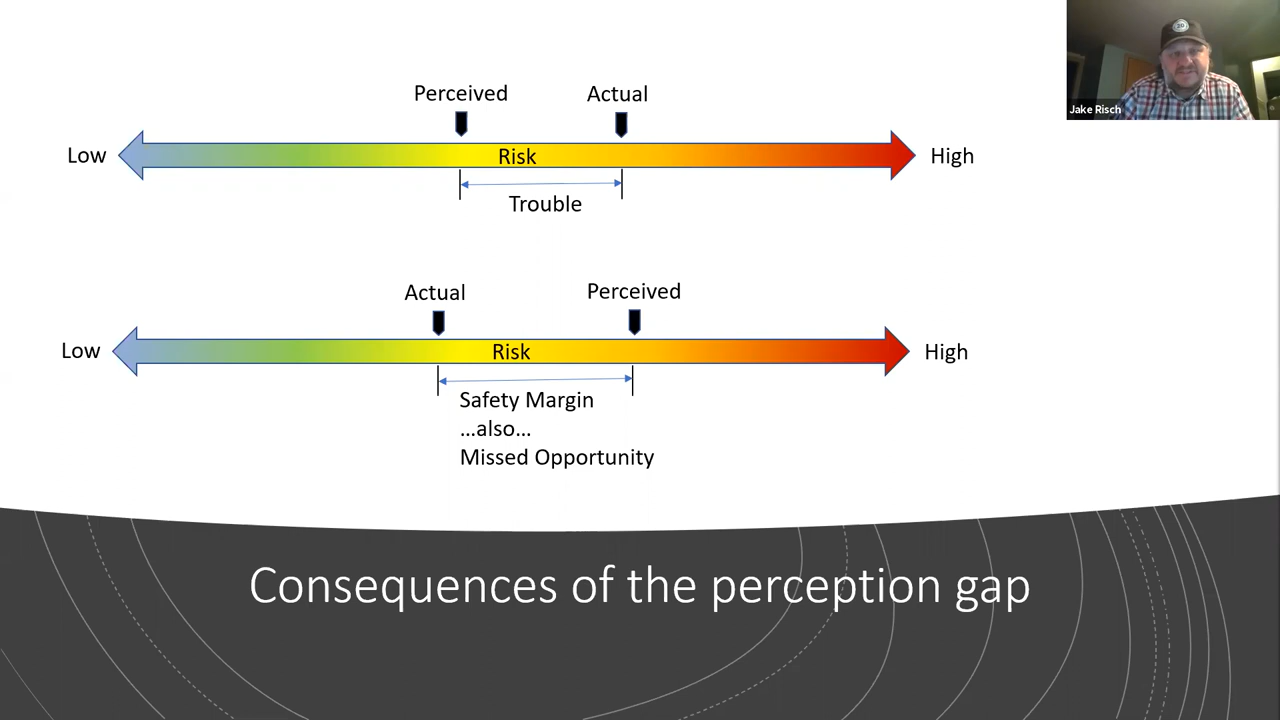 Jake Risch
Perceived
Actual
Low
Risk
High
Trouble
Actual
Perceived
Low
Risk
High
Safety Margin
...also...
Missed Opportunity
Consequences of the perception gap